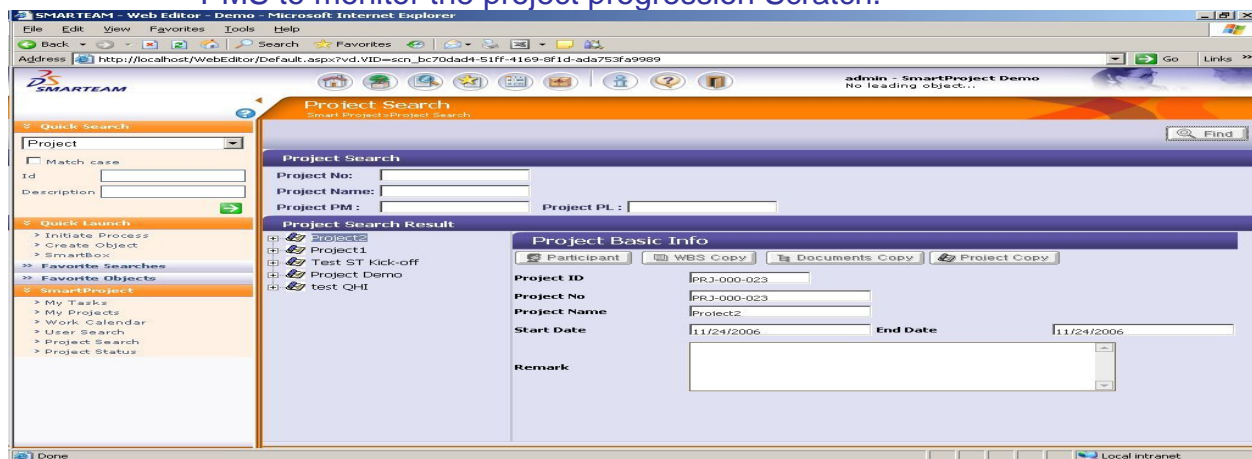 PMS to monitor the project progression Scratch.
SMARTEAM - Web Editor - Demo - Microsoft Internet Explorer
File Edit View Favorites Tools Help
Back Search Favorites
Address http://localhost/WebEditor/Default.aspx?vd.VID=scn_bc70dad4-51ff-4169-8f1d-ada753fa9989 Go Links
SMARTEAM
admin - SmartProject Demo
No leading object...
Project Search
Smart Project>Project Search
Quick Search
Project
Find
Match case
Id
Description
Project Search
Project No:
Project Name:
Project PM :
Project PL :
Quick Launch
> Initiate Process
> Create Object
> SmartBox
>> Favorite Searches
>> Favorite Objects
SmartProject
> My Tasks
> My Projects
> Work Calendar
> User Search
> Project Search
> Project Status
Project Search Result
Project2
Project1
Test ST Kick-off
Project Demo
test QHI
Project Basic Info
Participant WBS Copy Documents Copy Project Copy
Project ID PRJ-000-023
Project No PRJ-000-023
Project Name Project2
Start Date 11/24/2006 End Date 11/24/2006
Remark
Done Local intranet